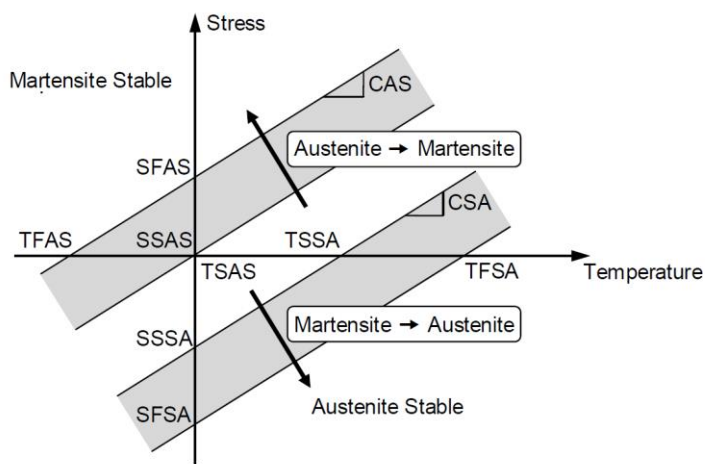 Stress
Martensite Stable
CAS
Austenite → Martensite
SFAS
CSA
TFAS
SSAS
TSSA
TSAS
TFSA
Temperature
Martensite → Austenite
SSSA
SFSA
Austenite Stable